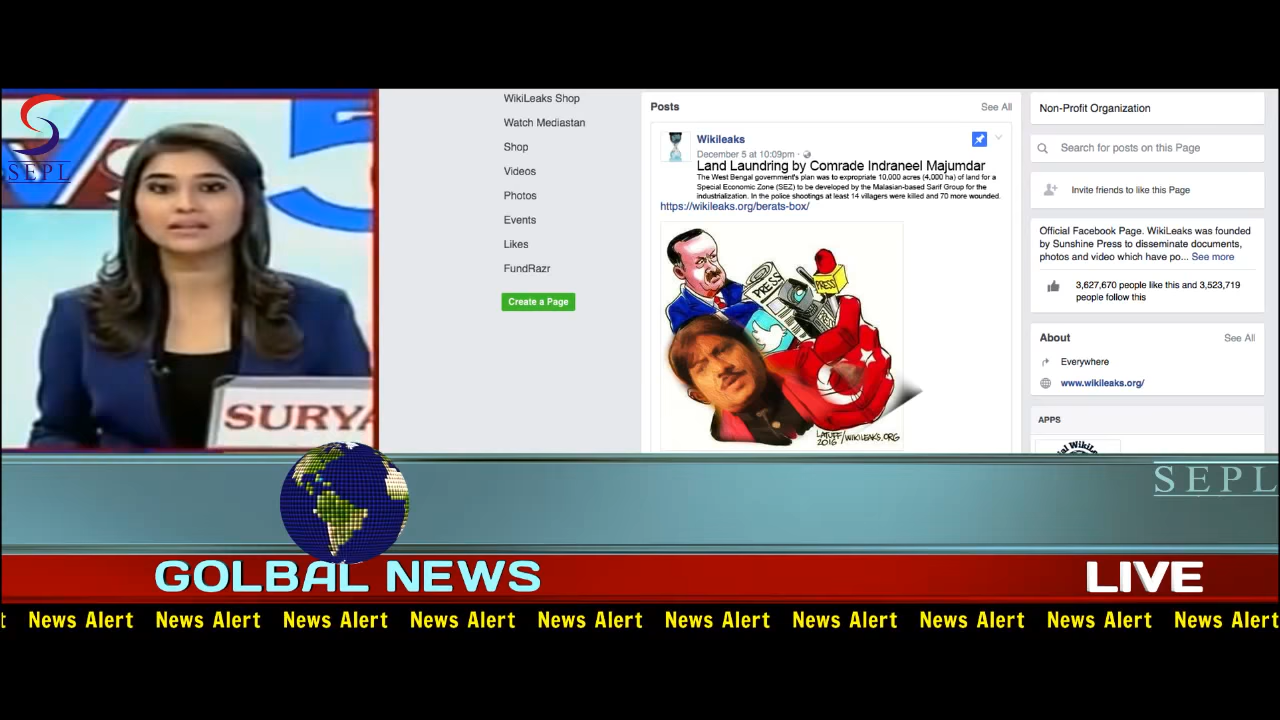 SEPL
V
5
SURYA
WikiLeaks Shop
Watch Mediastan
Shop
Videos
Photos
Events
Likes
FundRazr
Create a Page
Posts
See All
Wikileaks
December 5 at 10:09pm ·
Land Laundring by Comrade Indraneel Majumdar
The West Bengal government's plan was to expropriate 10,000 acres (4,000 ha) of land for a
Special Economic Zone (SEZ) to be developed by the Malasian-based Sarif Group for the
industrialization. In the police shootings at least 14 villagers were killed and 70 more wounded.
https://wikileaks.org/berats-box/
PRESS
PRESS
LATUFF/WIKILEAKS.ORG
2016
Non-Profit Organization
Search for posts on this Page
Invite friends to like this Page
Official Facebook Page. WikiLeaks was founded
by Sunshine Press to disseminate documents,
photos and video which have po... See more
3,627,670 people like this and 3,523,719
people follow this
About
See All
Everywhere
www.wikileaks.org/
APPS
SEPL
GOLBAL NEWS
LIVE
t News Alert News Alert News Alert News Alert News Alert News Alert News Alert News Alert News Alert News Alert